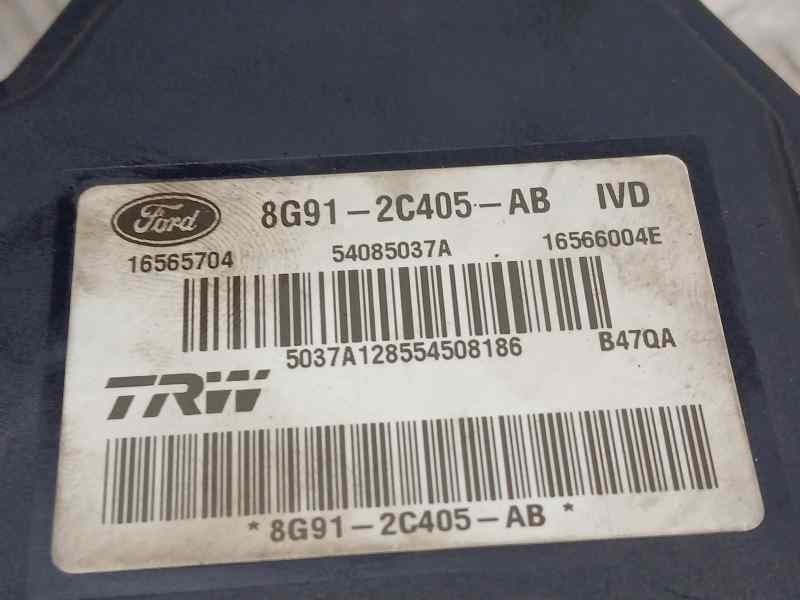 Ford 8G91-2C405-AB IVD
16565704 54085037A 16566004E
5037A128554508186 B47QA
TRW
*8G91-2C405-AB*